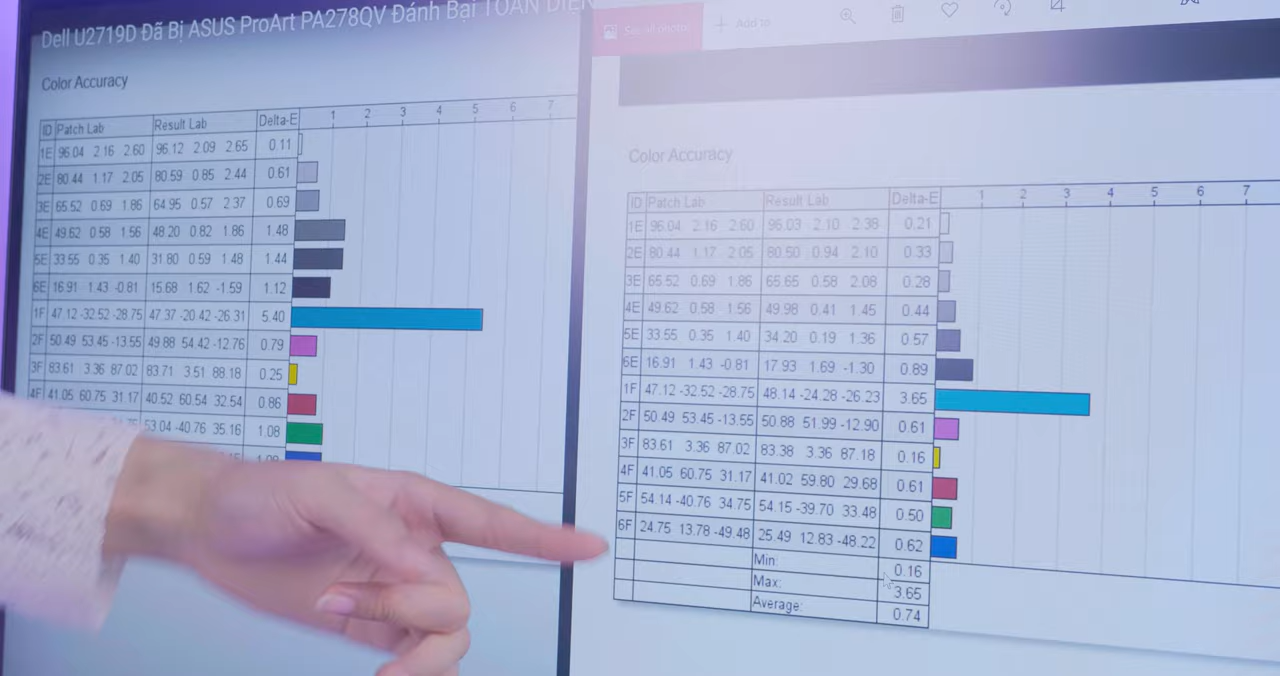 Dell U2719D Đã Bị ASUS ProArt PA278QV Đánh Bại TOÀN DIỆN
Color Accuracy
1 2 3 4 5 6 7
ID Patch Lab Result Lab Delta-E
1E 96.04 2.16 2.60 96.12 2.09 2.65 0.11
2E 80.44 1.17 2.05 80.59 0.85 2.44 0.61
3E 65.52 0.69 1.86 64.95 0.57 2.37 0.69
4E 49.62 0.58 1.56 48.20 0.82 1.86 1.48
5E 33.55 0.35 1.40 31.80 0.59 1.48 1.44
6E 16.91 1.43 -0.81 15.68 1.62 -1.59 1.12
1F 47.12 -32.52 -28.75 47.37 -20.42 -26.31 5.40
2F 50.49 53.45 -13.55 49.88 54.42 -12.76 0.79
3F 83.61 3.36 87.02 83.71 3.51 88.18 0.25
4F 41.05 60.75 31.17 40.52 60.54 32.54 0.86
53.04 -40.76 35.16 1.08
See all photos
Add to
Color Accuracy
1 2 3 4 5 6 7
ID Patch Lab Result Lab Delta-E
1E 96.04 2.16 2.60 96.03 2.10 2.38 0.21
2E 80.44 1.17 2.05 80.50 0.94 2.10 0.33
3E 65.52 0.69 1.86 65.65 0.58 2.08 0.28
4E 49.62 0.58 1.56 49.98 0.41 1.45 0.44
5E 33.55 0.35 1.40 34.20 0.19 1.36 0.57
6E 16.91 1.43 -0.81 17.93 1.69 -1.30 0.89
1F 47.12 -32.52 -28.75 48.14 -24.28 -26.23 3.65
2F 50.49 53.45 -13.55 50.88 51.99 -12.90 0.61
3F 83.61 3.36 87.02 83.38 3.36 87.18 0.16
4F 41.05 60.75 31.17 41.02 59.80 29.68 0.61
5F 54.14 -40.76 34.75 54.15 -39.70 33.48 0.50
6F 24.75 13.78 -49.48 25.49 12.83 -48.22 0.62
Min: 0.16
Max: 3.65
Average: 0.74